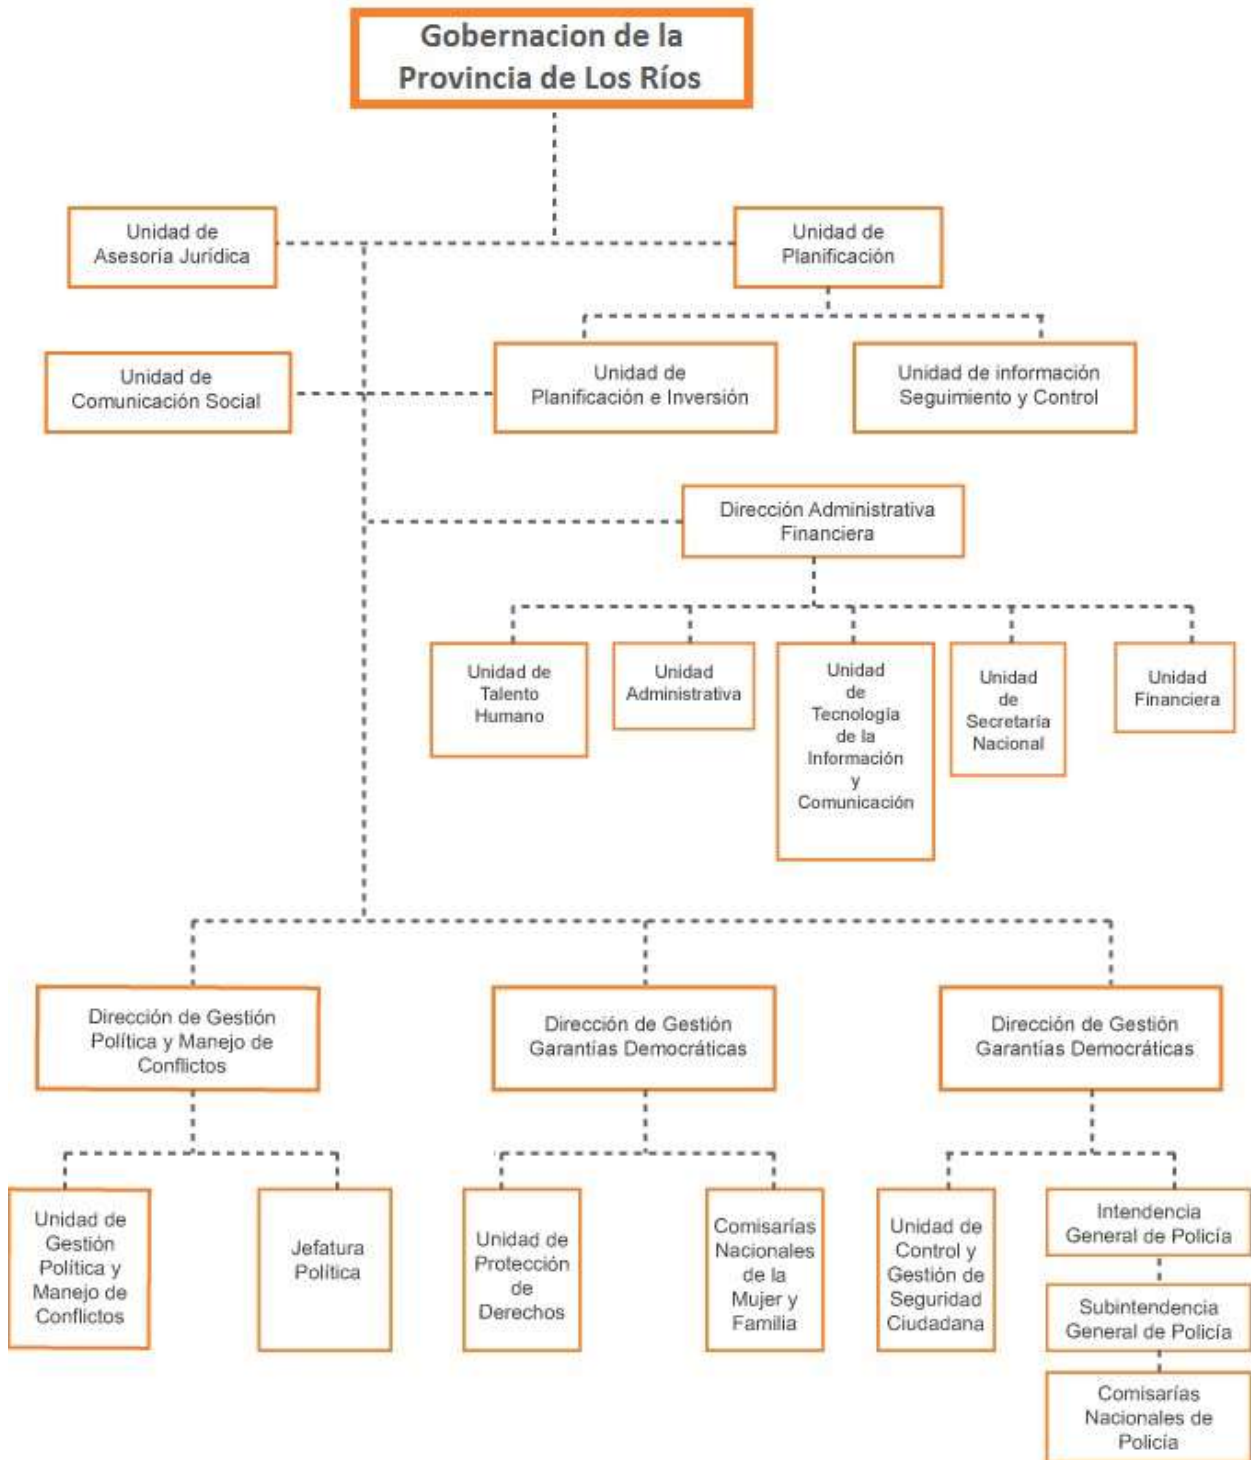 Gobernacion de la
Provincia de Los Ríos
Unidad de
Asesoría Jurídica
Unidad de
Planificación
Unidad de
Comunicación Social
Unidad de
Planificación e Inversión
Unidad de información
Seguimiento y Control
Dirección Administrativa
Financiera
Unidad de
Talento
Humano
Unidad
Administrativa
Unidad
de
Tecnología
de la
Información
y
Comunicación
Unidad
de
Secretaría
Nacional
Unidad
Financiera
Dirección de Gestión
Política y Manejo de
Conflictos
Dirección de Gestión
Garantías Democráticas
Dirección de Gestión
Garantías Democráticas
Unidad de
Gestión
Política y
Manejo de
Conflictos
Jefatura
Política
Unidad de
Protección
de
Derechos
Comisarías
Nacionales
de la
Mujer y
Familia
Unidad de
Control y
Gestión de
Seguridad
Ciudadana
Intendencia
General de Policía
Subintendencia
General de Policía
Comisarías
Nacionales de
Policía